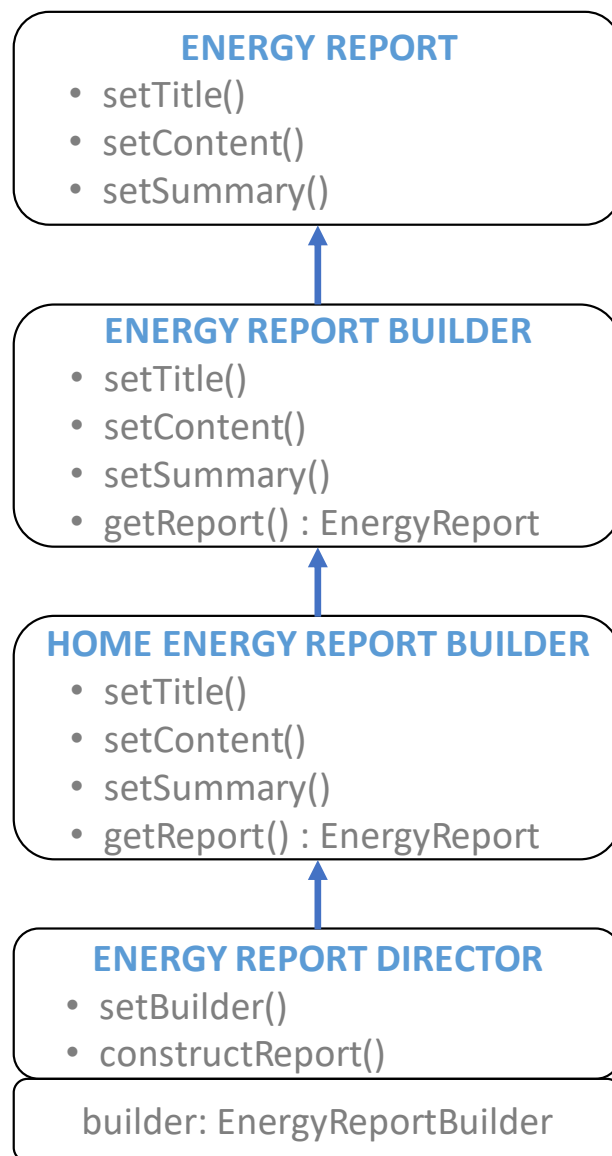 ENERGY REPORT
• setTitle()
• setContent()
• setSummary()
ENERGY REPORT BUILDER
• setTitle()
• setContent()
• setSummary()
• getReport() : EnergyReport
HOME ENERGY REPORT BUILDER
• setTitle()
• setContent()
• setSummary()
• getReport() : EnergyReport
ENERGY REPORT DIRECTOR
• setBuilder()
• constructReport()
builder: EnergyReportBuilder